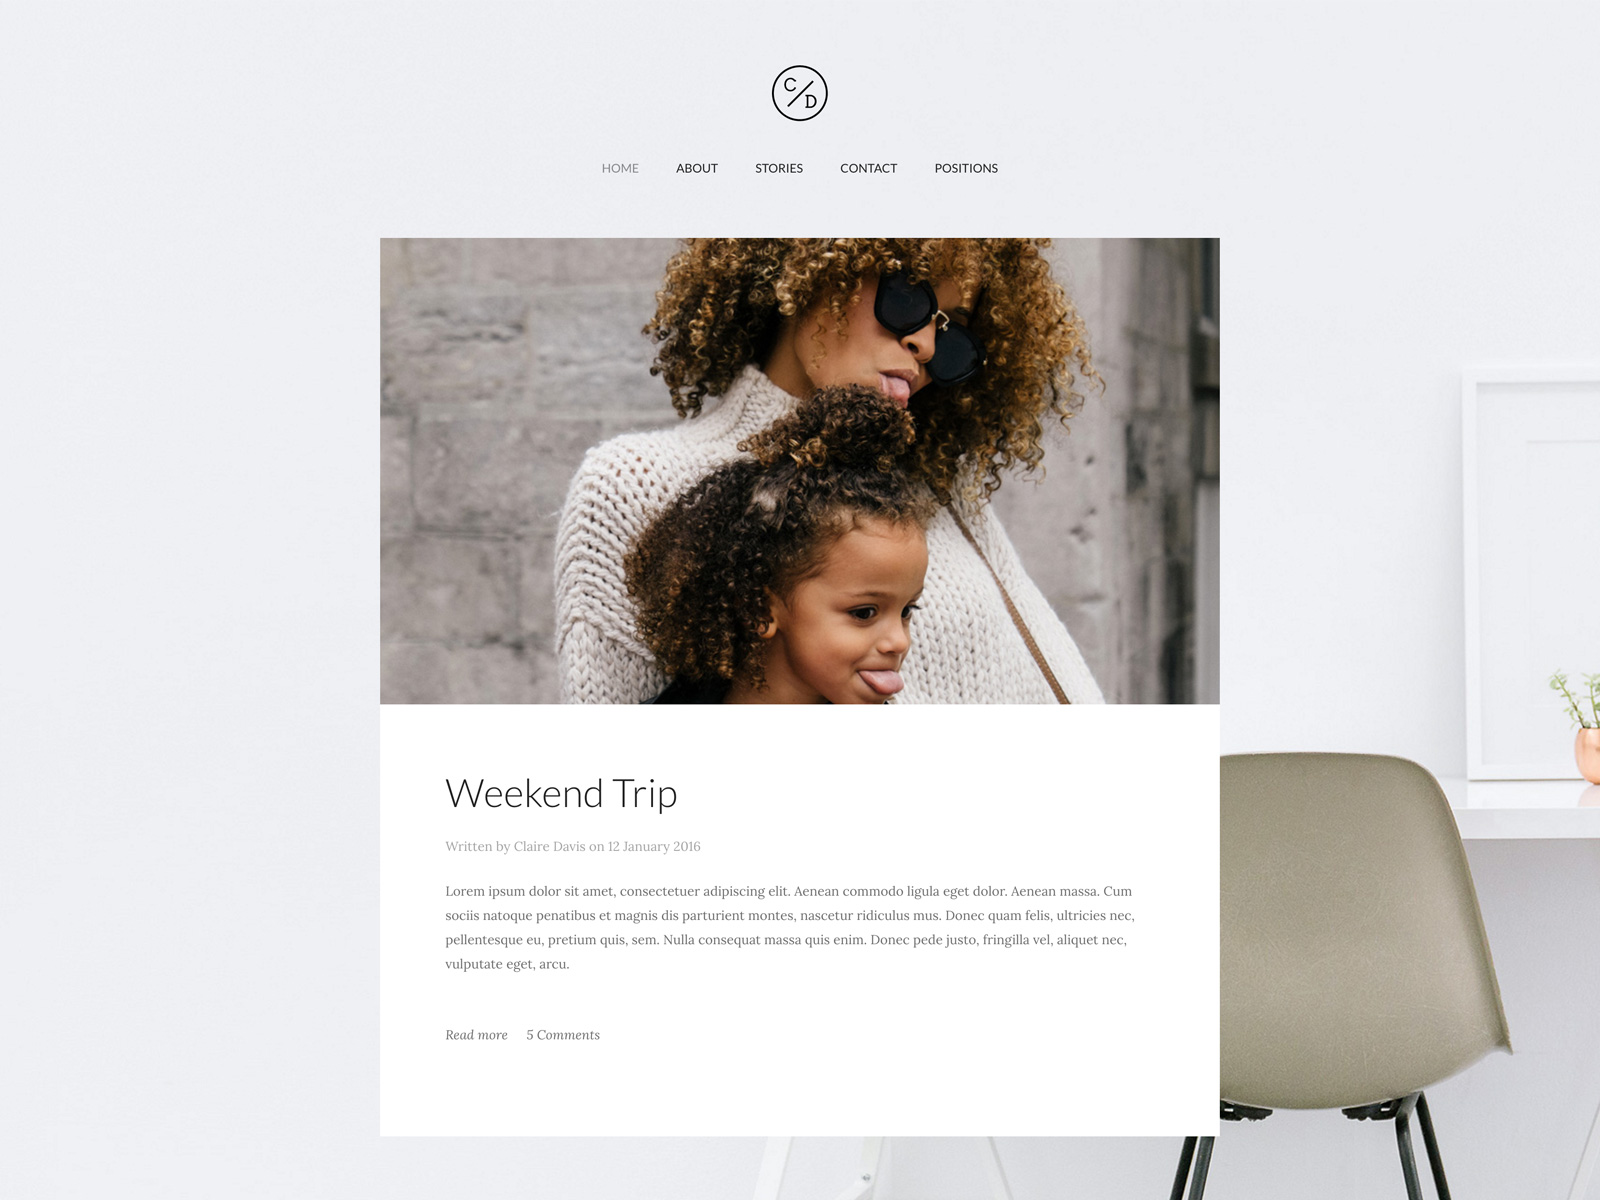 C/D
HOME ABOUT STORIES CONTACT POSITIONS
Weekend Trip
Written by Claire Davis on 12 January 2016
Lorem ipsum dolor sit amet, consectetuer adipiscing elit. Aenean commodo ligula eget dolor. Aenean massa. Cum
sociis natoque penatibus et magnis dis parturient montes, nascetur ridiculus mus. Donec quam felis, ultricies nec,
pellentesque eu, pretium quis, sem. Nulla consequat massa quis enim. Donec pede justo, fringilla vel, aliquet nec,
vulputate eget, arcu.
Read more 5 Comments